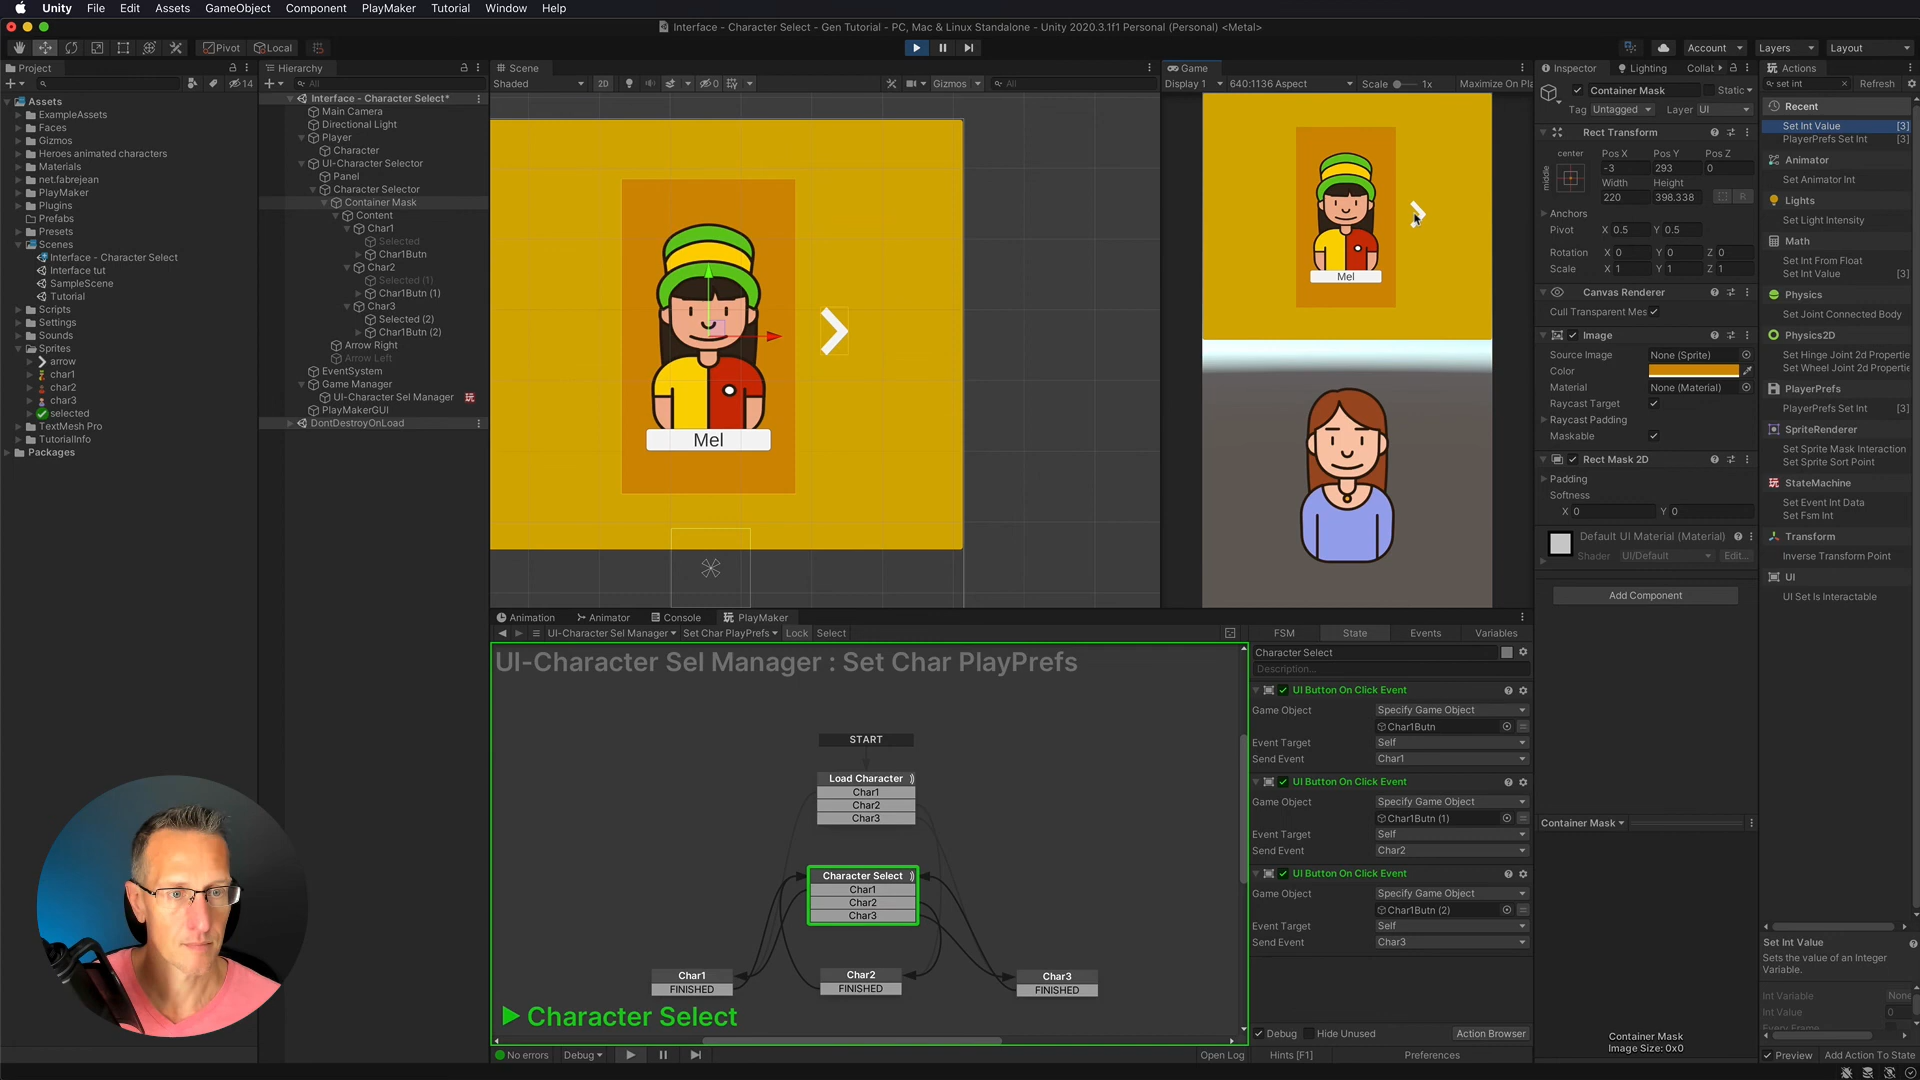 Unity File Edit Assets GameObject Component PlayMaker Tutorial Window Help
Interface - Character Select - Gen Tutorial - PC, Mac & Linux Standalone - Unity 2020.3.1f1 Personal (Personal) <Metal>
Pivot Local Account Layers Layout
Project
14
Assets
ExampleAssets
Faces
Gizmos
Heroes animated characters
Materials
net.fabrejean
PlayMaker
Plugins
Prefabs
Presets
Scenes
Interface - Character Select
Interface tut
SampleScene
Tutorial
Scripts
Settings
Sounds
Sprites
arrow
char1
char2
char3
selected
TextMesh Pro
TutorialInfo
Packages
Hierarchy
All
Interface - Character Select*
Main Camera
Directional Light
Player
Character
UI-Character Selector
Panel
Character Selector
Container Mask
Content
Char1
Selected
Char1Butn
Char2
Selected (1)
Char1Butn (1)
Char3
Selected (2)
Char1Butn (2)
Arrow Right
Arrow Left
EventSystem
Game Manager
UI-Character Sel Manager
PlayMakerGUI
DontDestroyOnLoad
Scene
Shaded 2D 0 Gizmos All
Mel
Game
Display 1 640:1136 Aspect Scale 1x Maximize On Pla
Mel
Animation Animator Console PlayMaker
UI-Character Sel Manager Set Char PlayPrefs Lock Select
UI-Character Sel Manager : Set Char PlayPrefs
START
Load Character
Char1
Char2
Char3
Character Select
Char1
Char2
Char3
Char1
FINISHED
Char2
FINISHED
Char3
FINISHED
Character Select
No errors Debug Open Log
FSM State Events Variables
Character Select
Description...
UI Button On Click Event
Game Object Specify Game Object
Char1Butn
Event Target Self
Send Event Char1
UI Button On Click Event
Game Object Specify Game Object
Char1Butn (1)
Event Target Self
Send Event Char2
UI Button On Click Event
Game Object Specify Game Object
Char1Butn (2)
Event Target Self
Send Event Char3
Debug Hide Unused Action Browser
Hints [F1] Preferences
Inspector Lighting Collab
Container Mask Static
Tag Untagged Layer UI
Rect Transform
center Pos X Pos Y Pos Z
-3 293 0
middle
Width Height
220 398.338 R
Anchors
Pivot X 0.5 Y 0.5
Rotation X 0 Y 0 Z 0
Scale X 1 Y 1 Z 1
Canvas Renderer
Cull Transparent Mes
Image
Source Image None (Sprite)
Color
Material None (Material)
Raycast Target
Raycast Padding
Maskable
Rect Mask 2D
Padding
Softness
X 0 Y 0
Default UI Material (Material)
Shader UI/Default Edit...
Add Component
Container Mask
Container Mask
Image Size: 0x0
Actions
set int Refresh
Recent
Set Int Value [3]
PlayerPrefs Set Int [3]
Animator
Set Animator Int
Lights
Set Light Intensity
Math
Set Int From Float
Set Int Value [3]
Physics
Set Joint Connected Body
Physics2D
Set Hinge Joint 2d Propertie
Set Wheel Joint 2d Propertie
PlayerPrefs
PlayerPrefs Set Int [3]
SpriteRenderer
Set Sprite Mask Interaction
Set Sprite Sort Point
StateMachine
Set Event Int Data
Set Fsm Int
Transform
Inverse Transform Point
UI
UI Set Is Interactable
Set Int Value
Sets the value of an Integer
Variable.
Int Variable None
Int Value 0
Every Frame
Preview Add Action To State